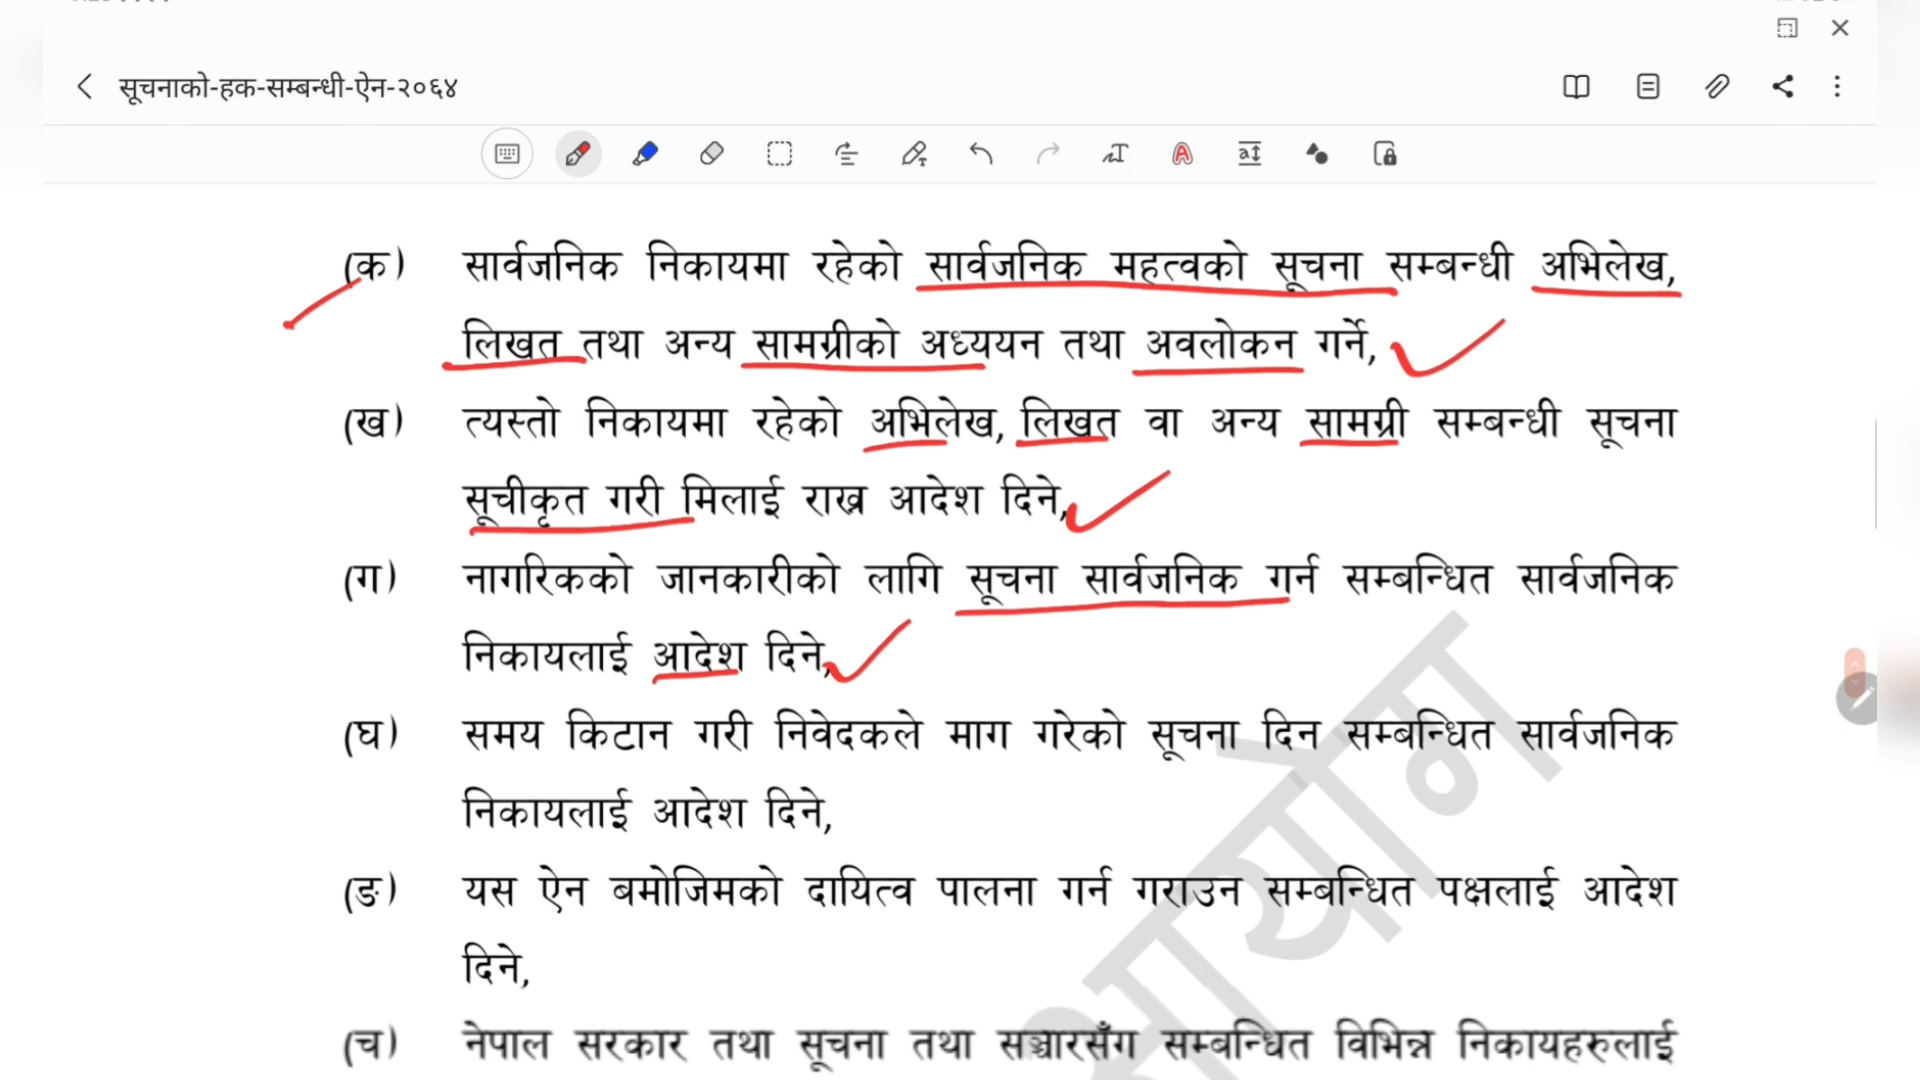 सूचनाको-हक-सम्बन्धी-ऐन-२०६४
(क) सार्वजनिक निकायमा रहेको सार्वजनिक महत्वको सूचना सम्बन्धी अभिलेख,
लिखत तथा अन्य सामग्रीको अध्ययन तथा अवलोकन गर्ने,
(ख) त्यस्तो निकायमा रहेको अभिलेख, लिखत वा अन्य सामग्री सम्बन्धी सूचना
सूचीकृत गरी मिलाई राख्न आदेश दिने,
(ग) नागरिकको जानकारीको लागि सूचना सार्वजनिक गर्न सम्बन्धित सार्वजनिक
निकायलाई आदेश दिने,
(घ) समय किटान गरी निवेदकले माग गरेको सूचना दिन सम्बन्धित सार्वजनिक
निकायलाई आदेश दिने,
(ङ) यस ऐन बमोजिमको दायित्व पालना गर्न गराउन सम्बन्धित पक्षलाई आदेश
दिने,
(च) नेपाल सरकार तथा सूचना तथा सञ्चारसँग सम्बन्धित विभिन्न निकायहरुलाई